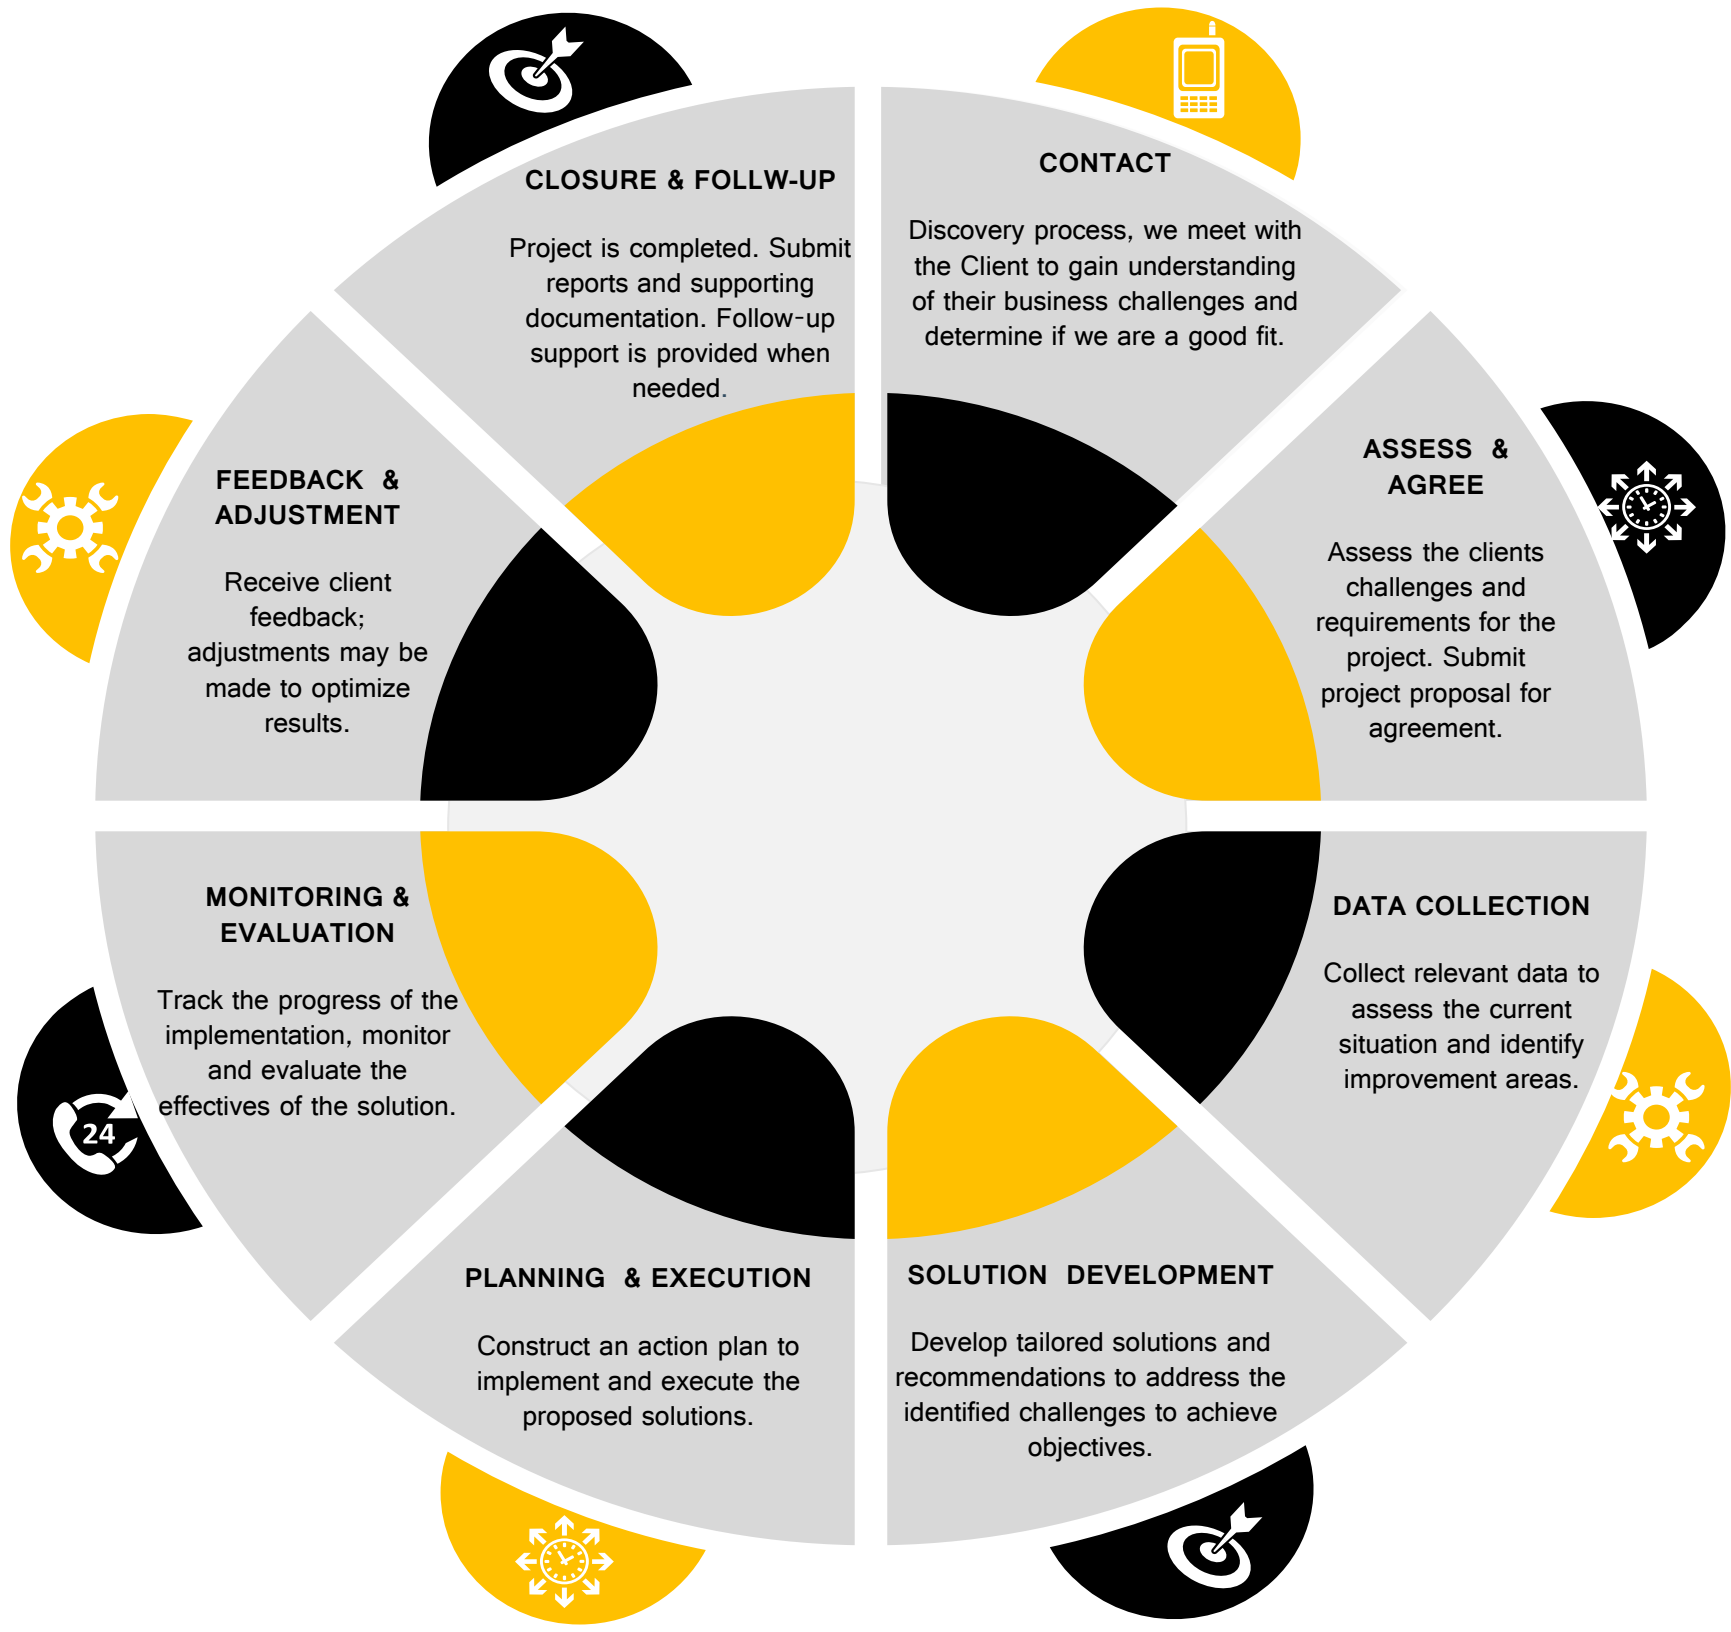 CONTACT
Discovery process, we meet with
the Client to gain understanding
of their business challenges and
determine if we are a good fit.
ASSESS &
AGREE
Assess the clients
challenges and
requirements for the
project. Submit
project proposal for
agreement.
DATA COLLECTION
Collect relevant data to
assess the current
situation and identify
improvement areas.
SOLUTION DEVELOPMENT
Develop tailored solutions and
recommendations to address the
identified challenges to achieve
objectives.
PLANNING & EXECUTION
Construct an action plan to
implement and execute the
proposed solutions.
MONITORING &
EVALUATION
Track the progress of the
implementation, monitor
and evaluate the
effectives of the solution.
24
FEEDBACK &
ADJUSTMENT
Receive client
feedback;
adjustments may be
made to optimize
results.
CLOSURE & FOLLW-UP
Project is completed. Submit
reports and supporting
documentation. Follow-up
support is provided when
needed.